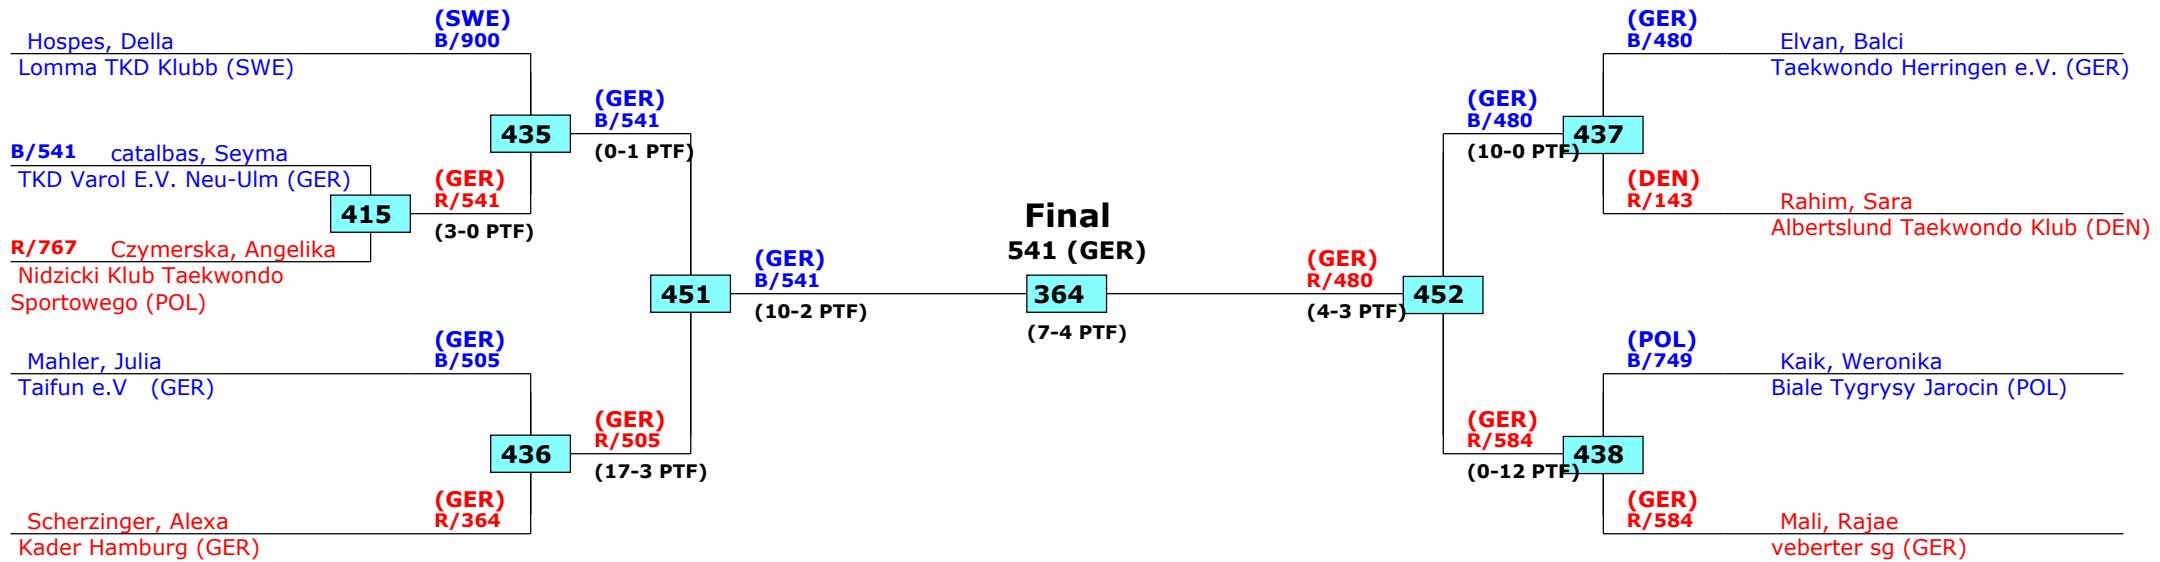 (SWE)
B/900
Hospes, Della
Lomma TKD Klubb (SWE)
435
(GER)
B/541
(0-1 PTF)
B/541 catalbas, Seyma
TKD Varol E.V. Neu-Ulm (GER)
415
(GER)
R/541
(3-0 PTF)
R/767 Czymerska, Angelika
Nidzicki Klub Taekwondo
Sportowego (POL)
451
(GER)
B/541
(10-2 PTF)
(GER)
B/505
Mahler, Julia
Taifun e.V (GER)
436
(GER)
R/505
(17-3 PTF)
(GER)
R/364
Scherzinger, Alexa
Kader Hamburg (GER)
Final
541 (GER)
364
(7-4 PTF)
(GER)
R/480
(4-3 PTF)
452
(GER)
B/480
(10-0 PTF)
437
(GER)
B/480
Elvan, Balci
Taekwondo Herringen e.V. (GER)
(DEN)
R/143
Rahim, Sara
Albertslund Taekwondo Klub (DEN)
(GER)
R/584
(0-12 PTF)
438
(POL)
B/749
Kaik, Weronika
Biale Tygrysy Jarocin (POL)
(GER)
R/584
Mali, Rajae
veberter sg (GER)